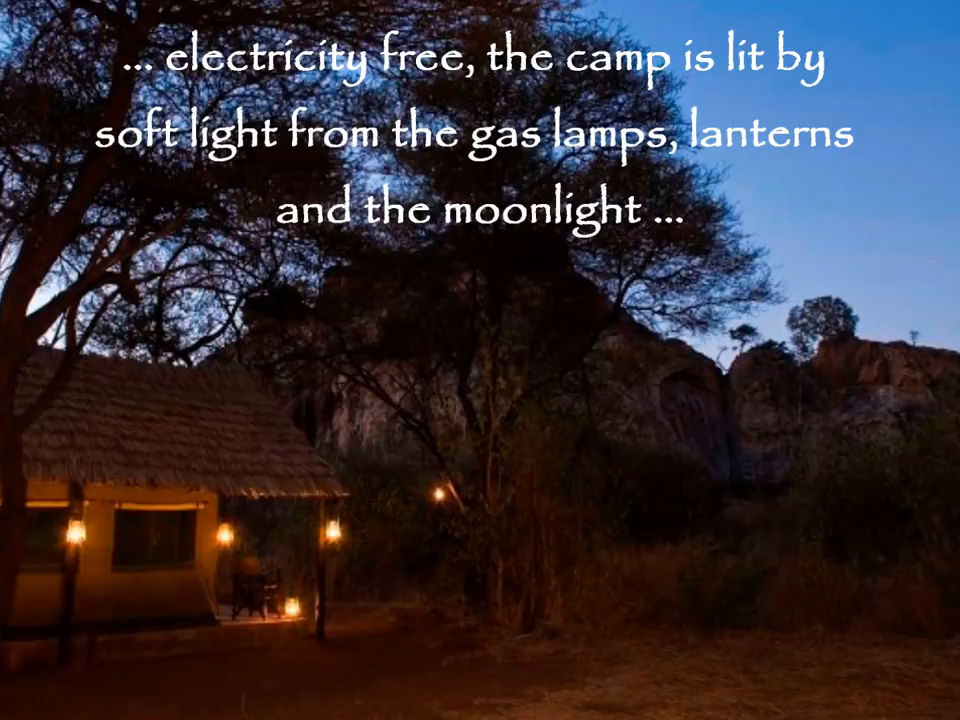 ... electricity free, the camp is lit by
soft light from the gas lamps, lanterns
and the moonlight ...